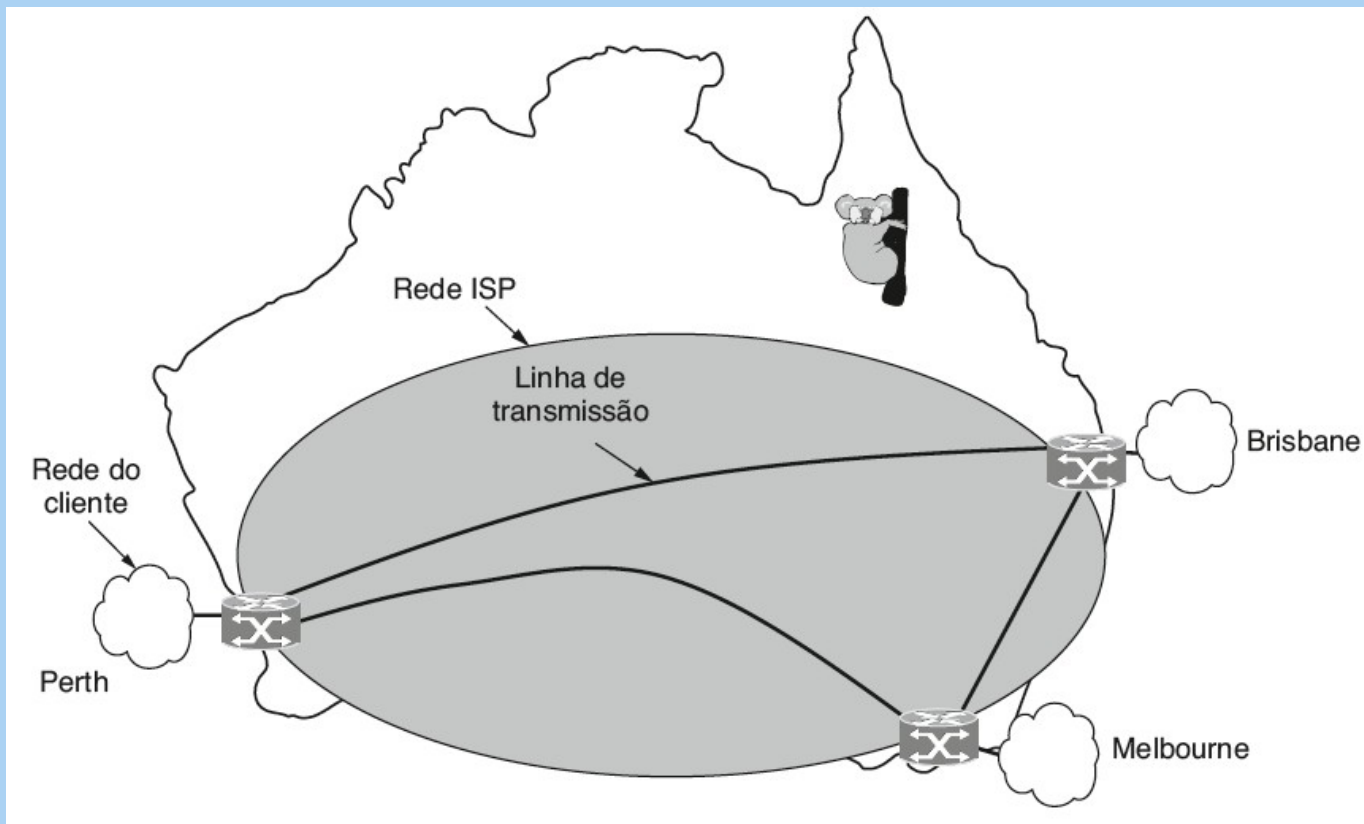 Rede ISP
Linha de
transmissão
Rede do
cliente
Brisbane
Perth
Melbourne